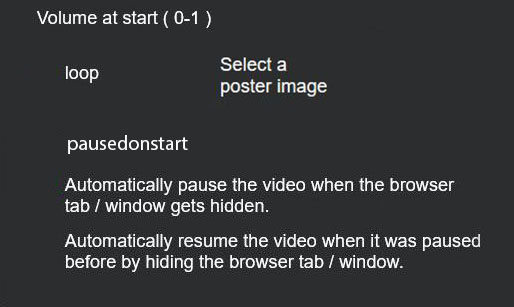 Volume at start ( 0-1 )
loop
Select a
poster image
pausedonstart
Automatically pause the video when the browser
tab / window gets hidden.
Automatically resume the video when it was paused
before by hiding the browser tab / window.